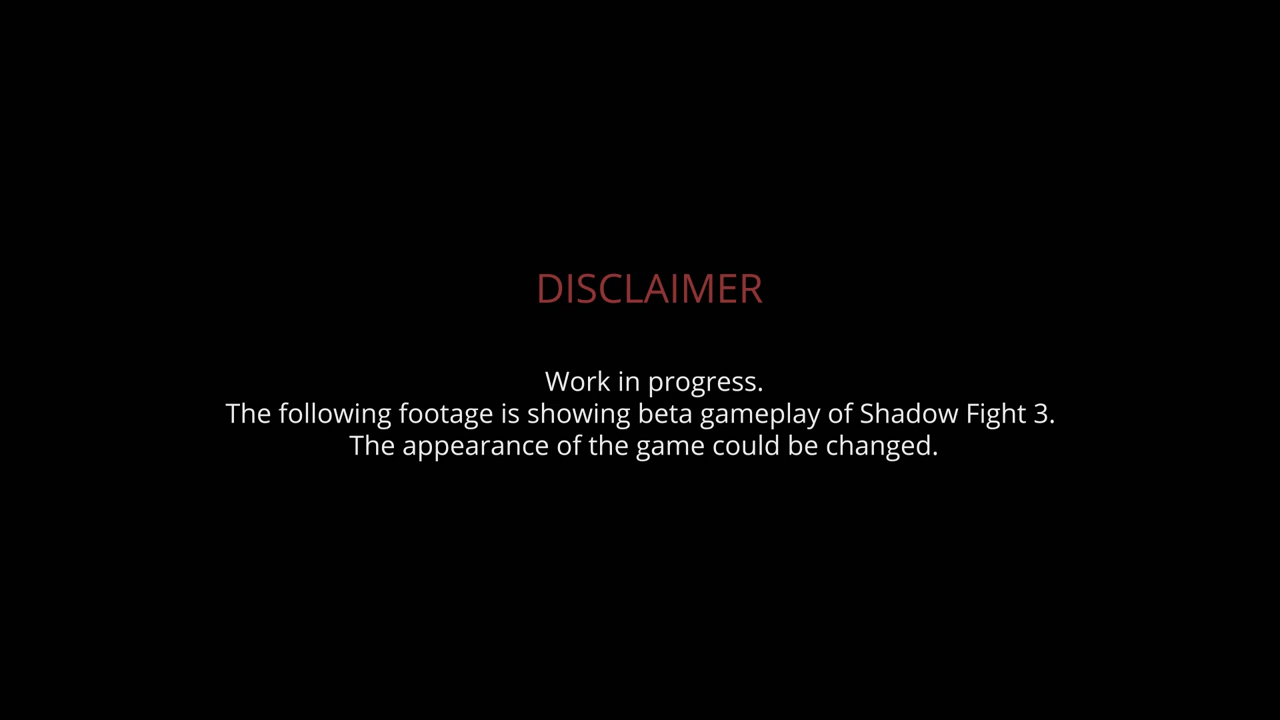 DISCLAIMER
Work in progress.
The following footage is showing beta gameplay of Shadow Fight 3.
The appearance of the game could be changed.